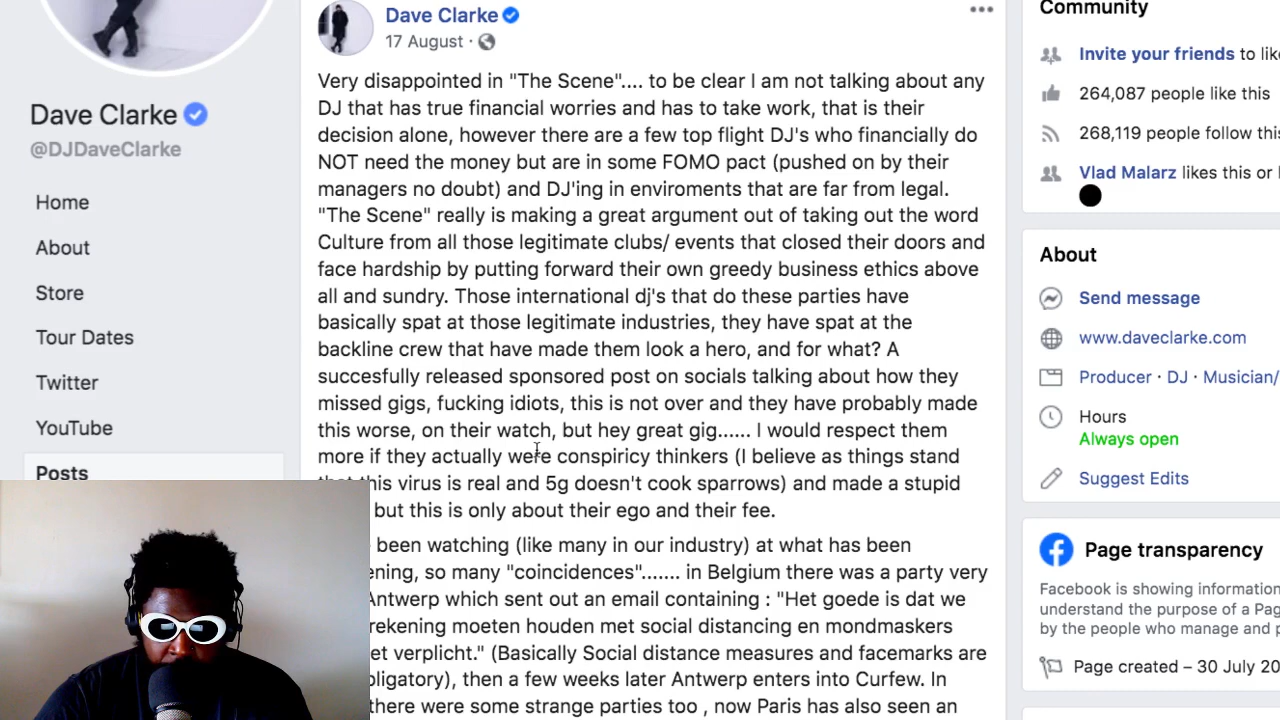 Dave Clarke
@DJDaveClarke
Home
About
Store
Tour Dates
Twitter
YouTube
Posts
Dave Clarke
17 August ·
Very disappointed in "The Scene".... to be clear I am not talking about any
DJ that has true financial worries and has to take work, that is their
decision alone, however there are a few top flight DJ's who financially do
NOT need the money but are in some FOMO pact (pushed on by their
managers no doubt) and DJ'ing in enviroments that are far from legal.
"The Scene" really is making a great argument out of taking out the word
Culture from all those legitimate clubs/ events that closed their doors and
face hardship by putting forward their own greedy business ethics above
all and sundry. Those international dj's that do these parties have
basically spat at those legitimate industries, they have spat at the
backline crew that have made them look a hero, and for what? A
succesfully released sponsored post on socials talking about how they
missed gigs, fucking idiots, this is not over and they have probably made
this worse, on their watch, but hey great gig...... I would respect them
more if they actually were conspiricy thinkers (I believe as things stand
this virus is real and 5g doesn't cook sparrows) and made a stupid
but this is only about their ego and their fee.
been watching (like many in our industry) at what has been
ening, so many "coincidences"....... in Belgium there was a party very
Antwerp which sent out an email containing : "Het goede is dat we
rekening moeten houden met social distancing en mondmaskers
et verplicht." (Basically Social distance measures and facemarks are
bligatory), then a few weeks later Antwerp enters into Curfew. In
there were some strange parties too , now Paris has also seen an
Community
Invite your friends to lik
264,087 people like this
268,119 people follow this
Vlad Malarz likes this or
About
Send message
www.daveclarke.com
Producer · DJ · Musician/
Hours
Always open
Suggest Edits
Page transparency
Facebook is showing information
understand the purpose of a Pag
by the people who manage and p
Page created – 30 July 20